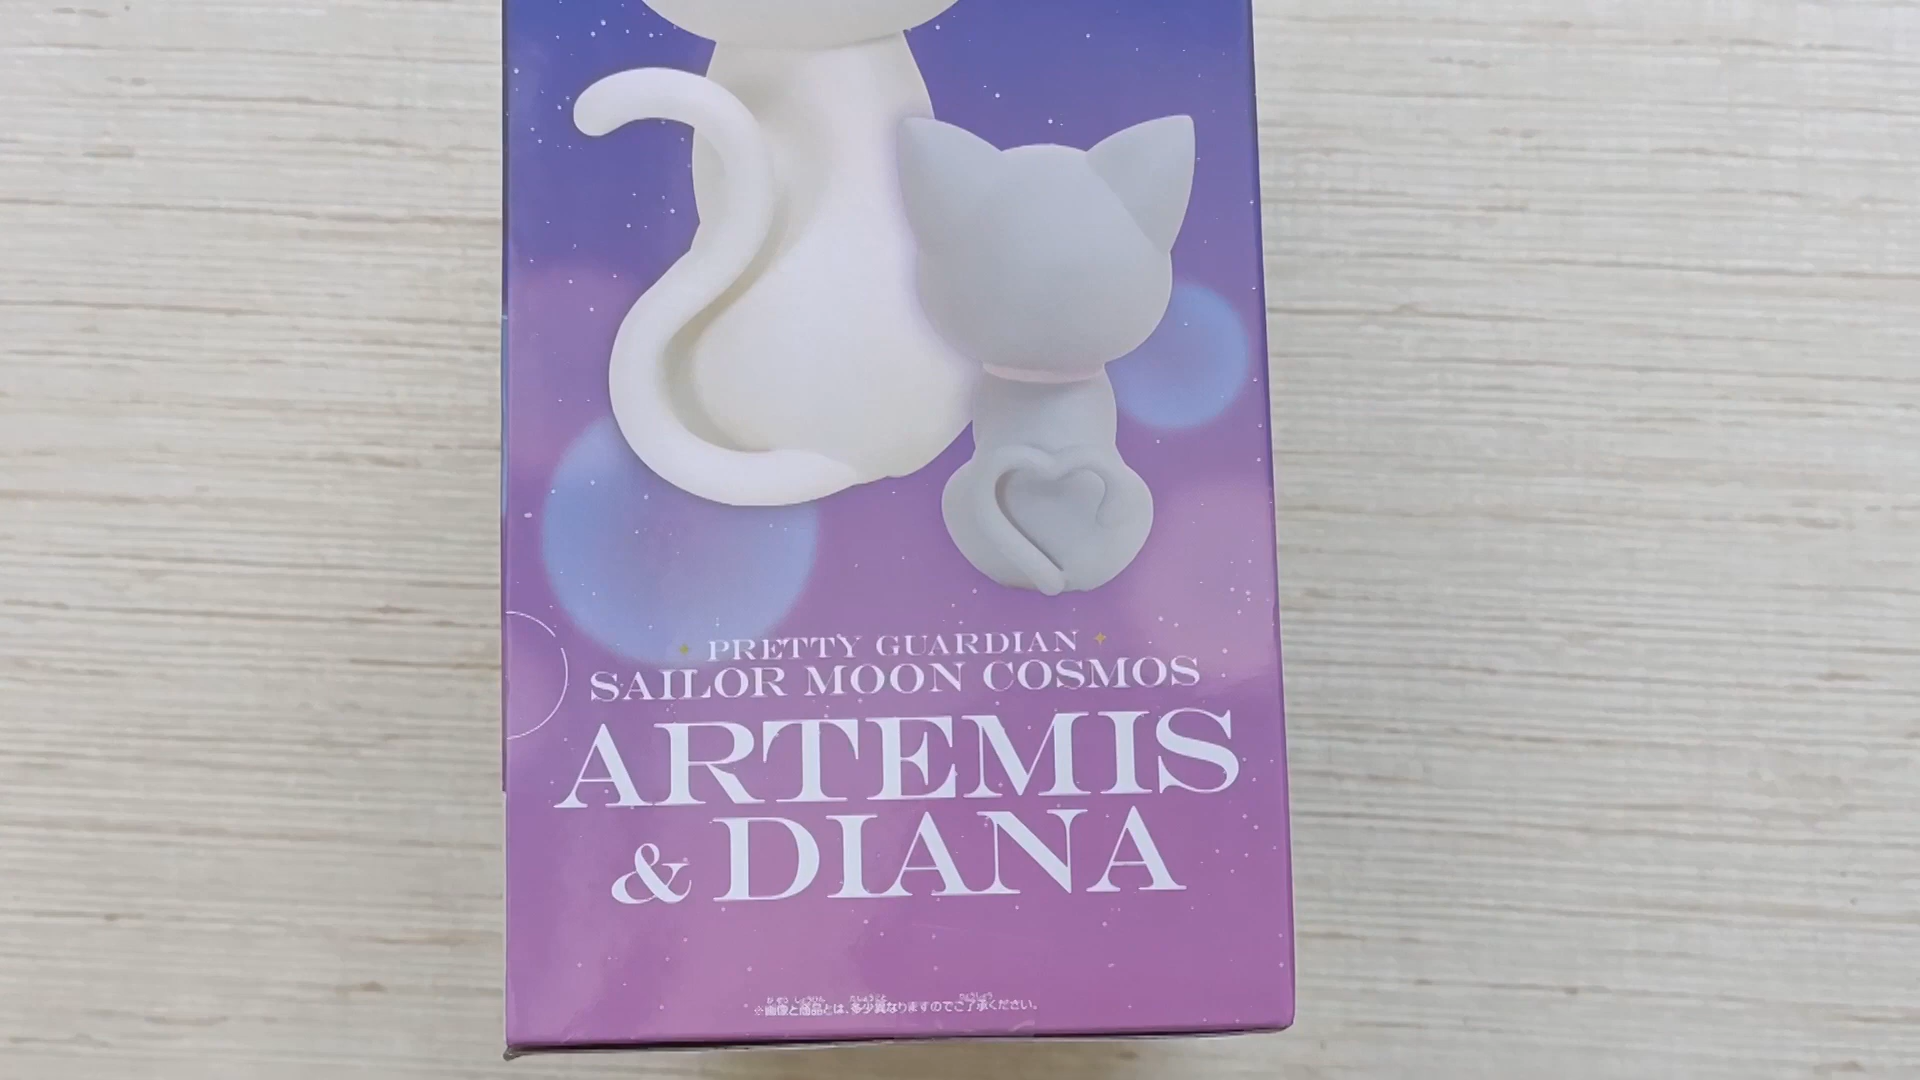 PRETTY GUARDIAN
SAILOR MOON COSMOS
ARTEMIS
& DIANA
※画像と商品とは、多少異なりますのでご了承ください。